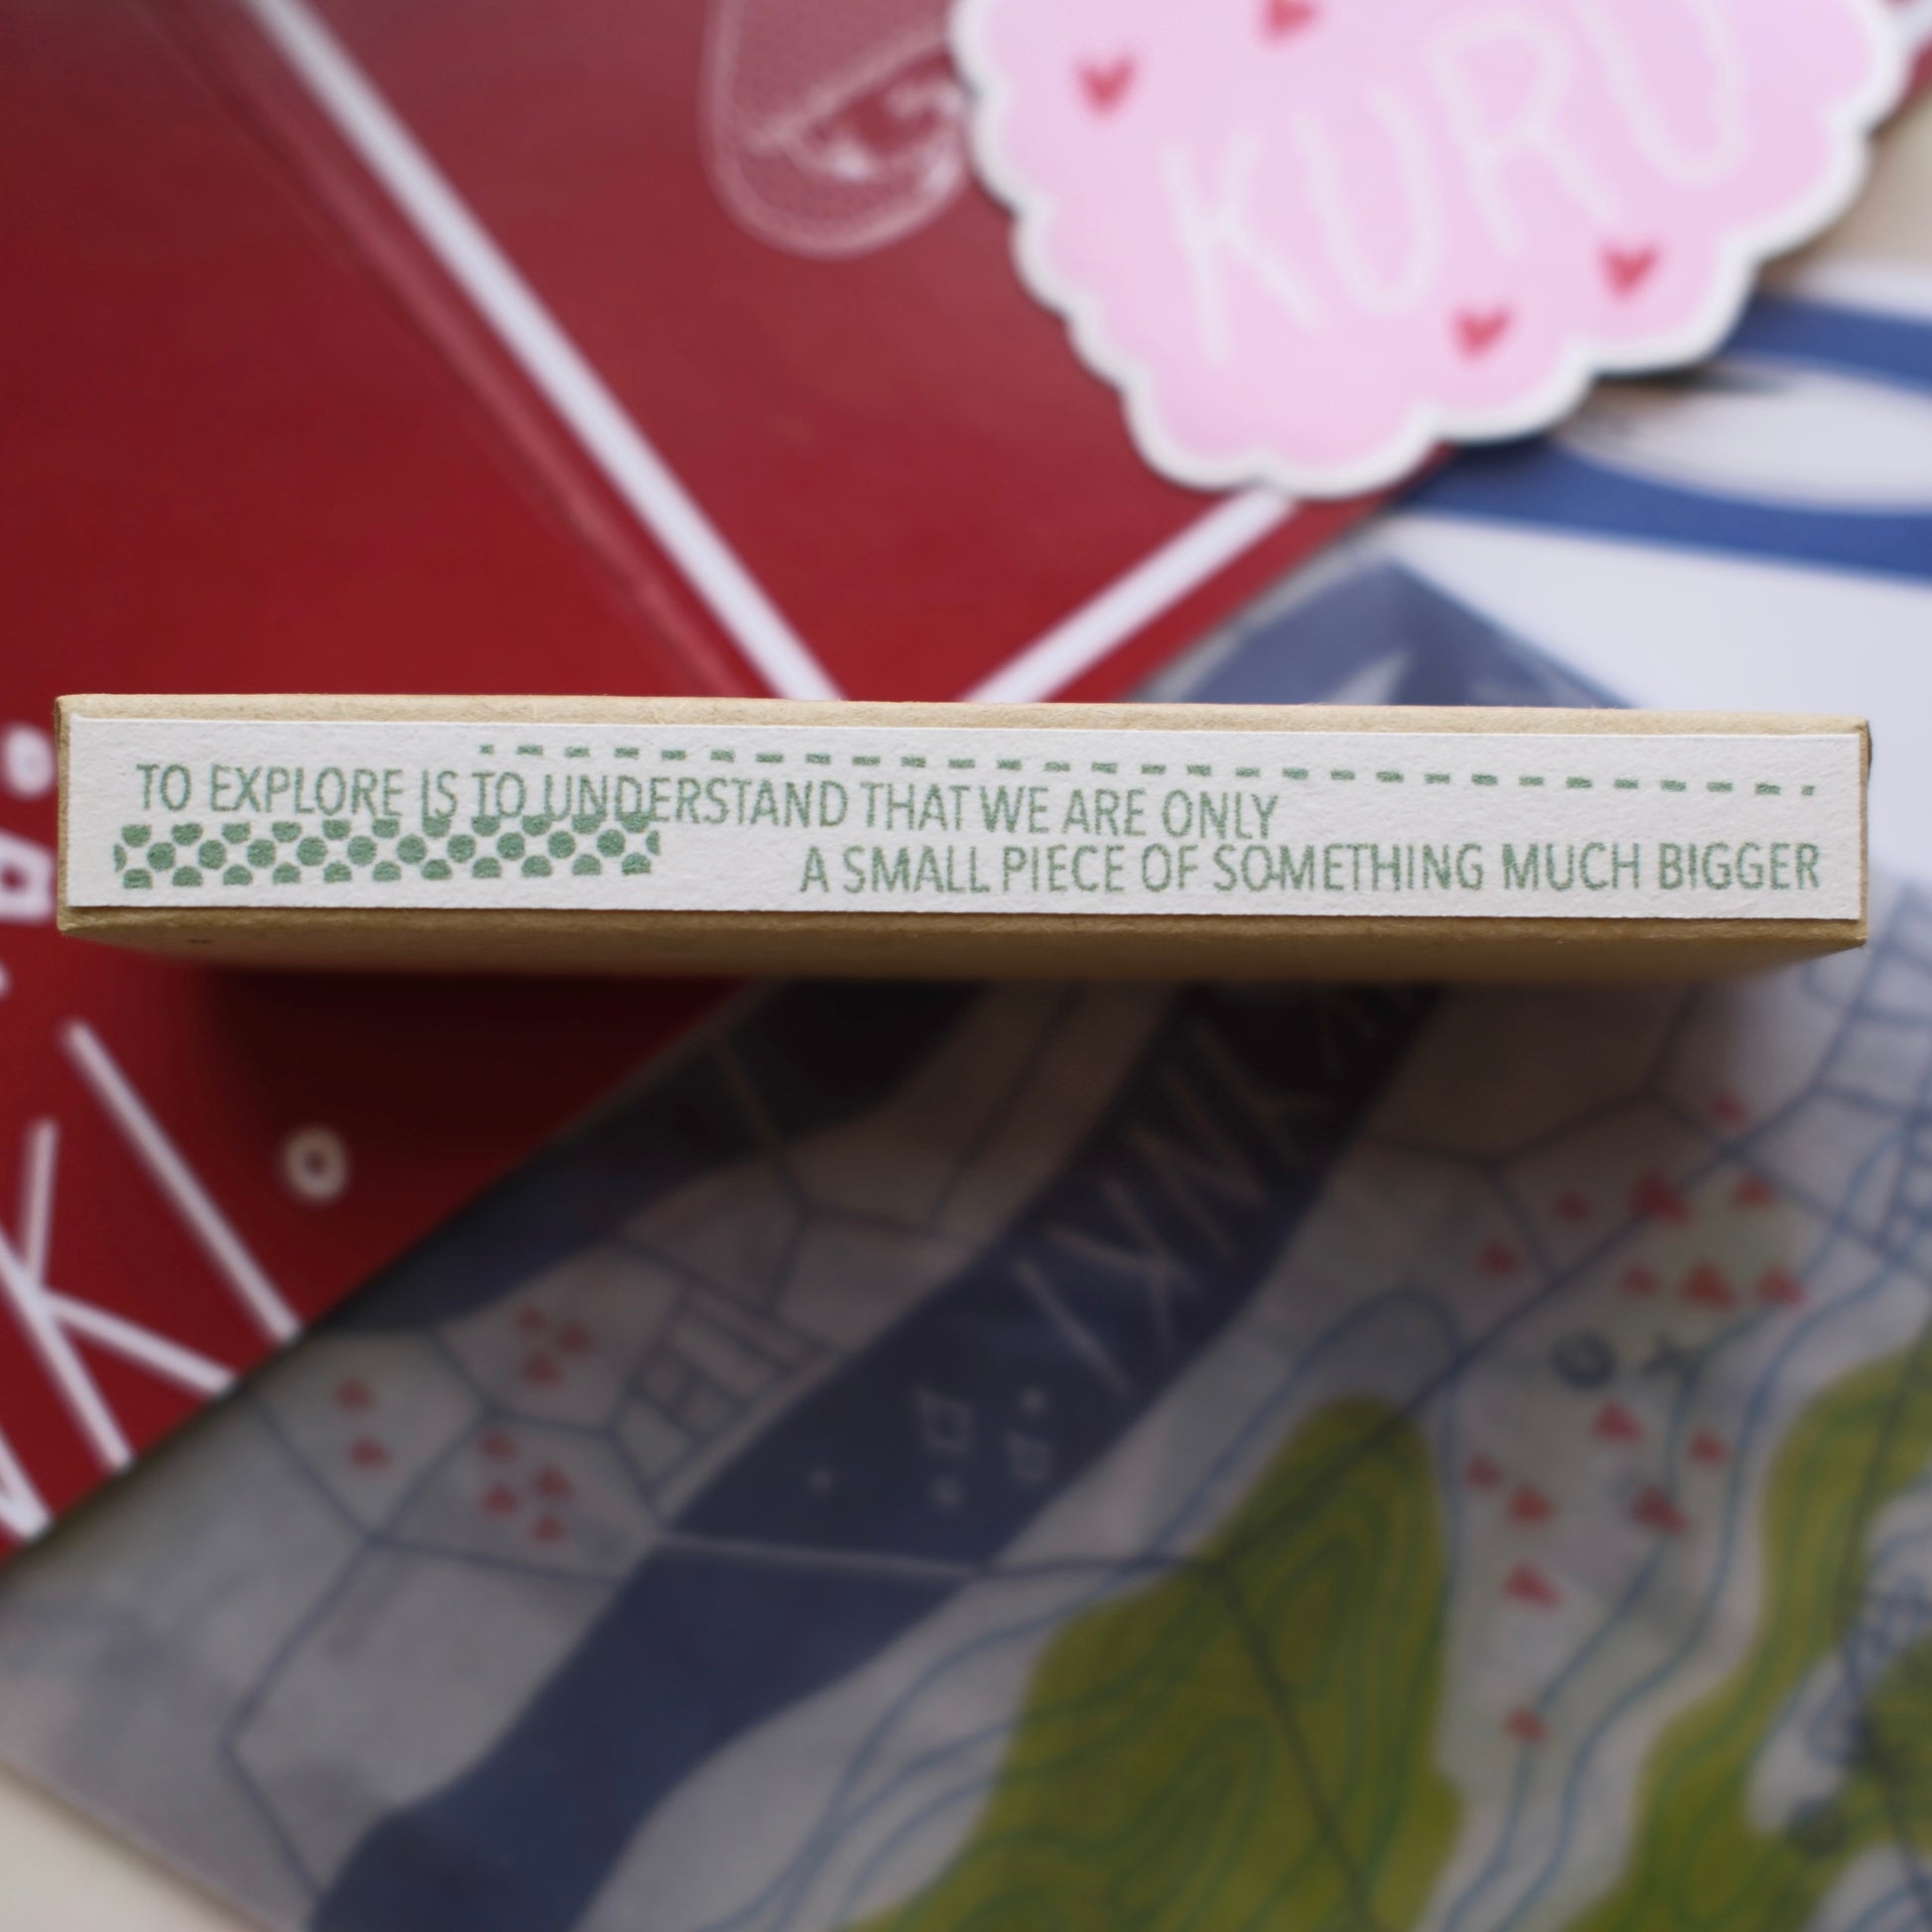 KURU
TO EXPLORE IS TO UNDERSTAND THAT WE ARE ONLY
A SMALL PIECE OF SOMETHING MUCH BIGGER